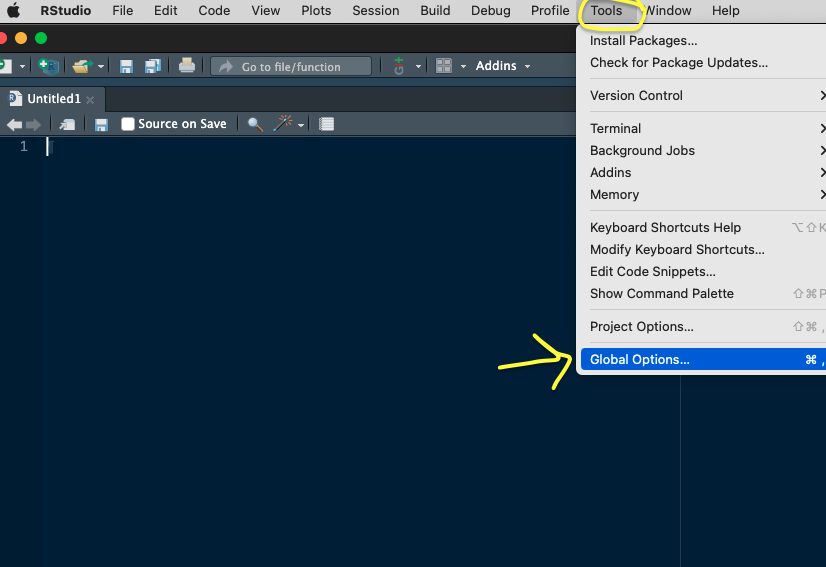 RStudio File Edit Code View Plots Session Build Debug Profile Tools Window Help
Go to file/function Addins
Untitled1
Source on Save
1
Install Packages...
Check for Package Updates...
Version Control
Terminal
Background Jobs
Addins
Memory
Keyboard Shortcuts Help ⌥⇧K
Modify Keyboard Shortcuts...
Edit Code Snippets...
Show Command Palette ⇧⌘P
Project Options... ⇧⌘,
Global Options... ⌘,